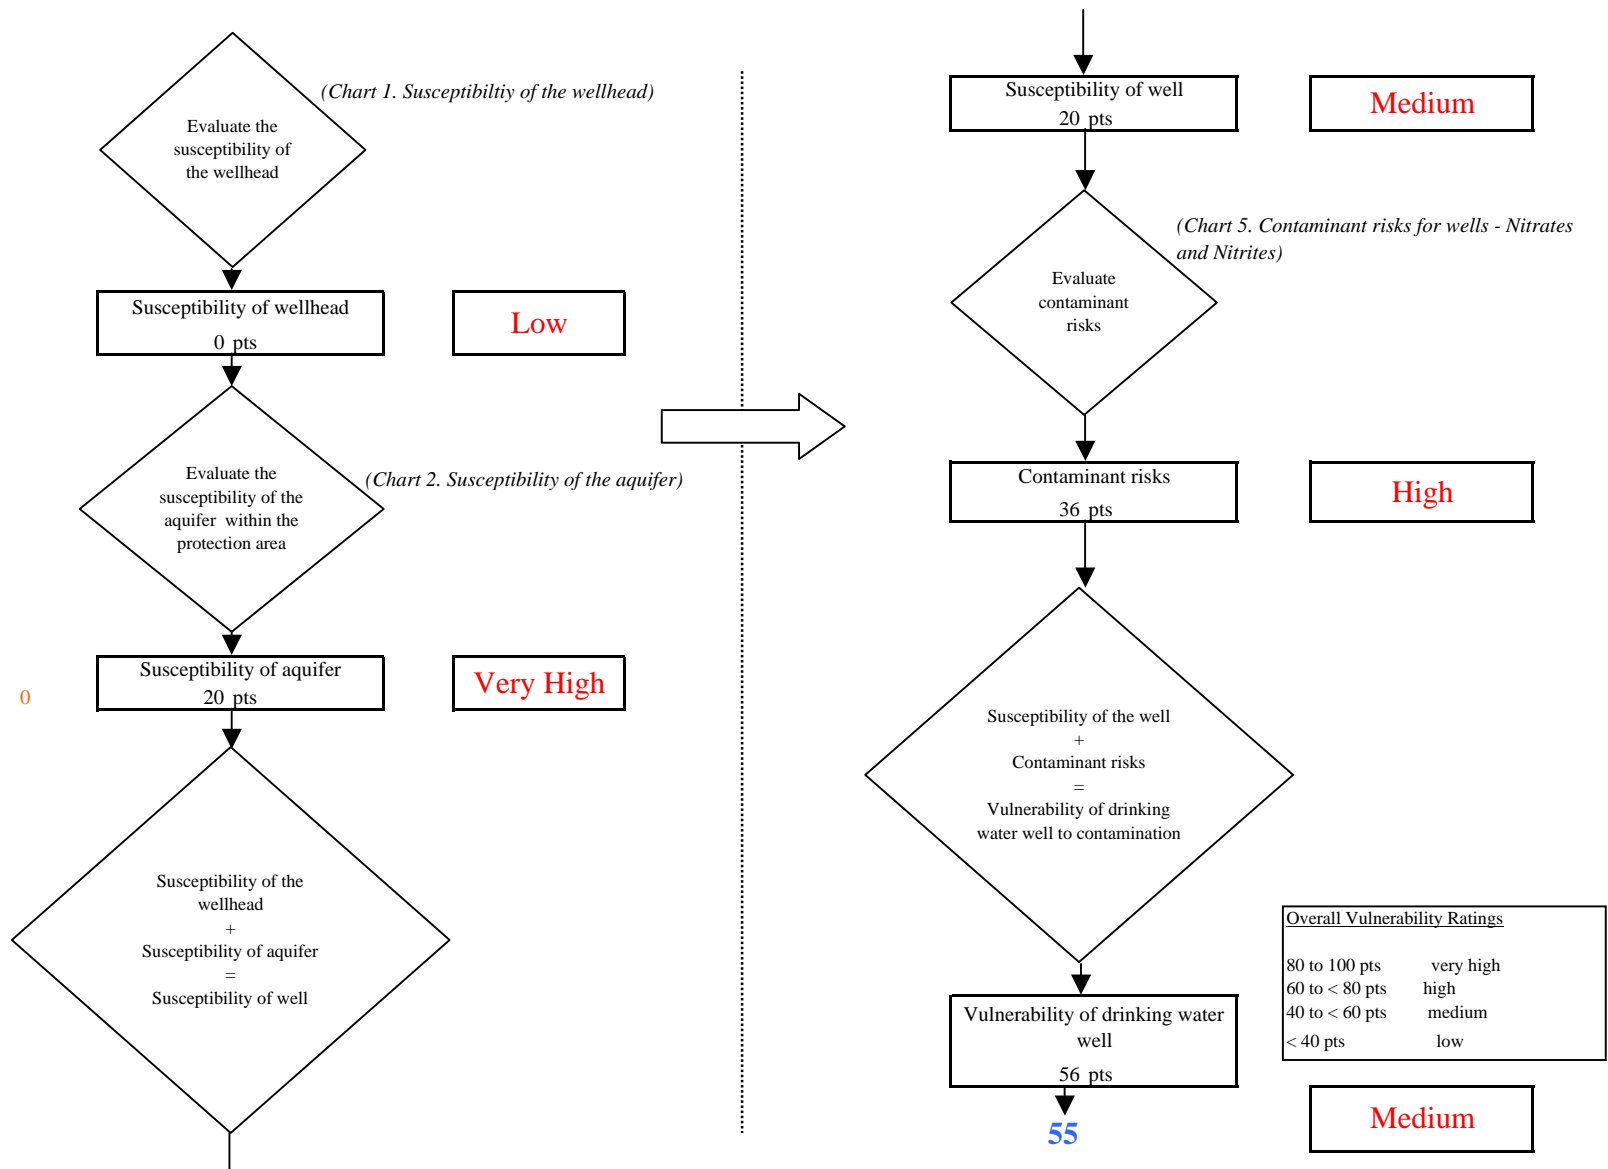 (Chart 1. Susceptibiltiy of the wellhead)
Evaluate the
susceptibility of
the wellhead
Susceptibility of wellhead
0 pts
Low
Evaluate the
susceptibility of the
aquifer within the
protection area
(Chart 2. Susceptibility of the aquifer)
Susceptibility of aquifer
20 pts
Very High
0
Susceptibility of the
wellhead
+
Susceptibility of aquifer
=
Susceptibility of well
Susceptibility of well
20 pts
Medium
(Chart 5. Contaminant risks for wells - Nitrates
and Nitrites)
Evaluate
contaminant
risks
Contaminant risks
36 pts
High
Susceptibility of the well
+
Contaminant risks
=
Vulnerability of drinking
water well to contamination
Overall Vulnerability Ratings
80 to 100 pts very high
60 to < 80 pts high
40 to < 60 pts medium
< 40 pts low
Vulnerability of drinking water
well
56 pts
55
Medium